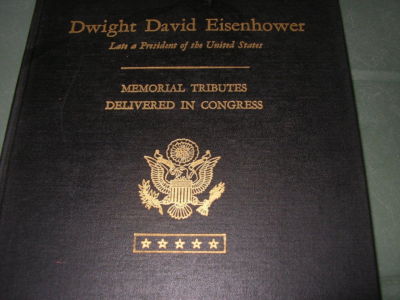 Dwight David Eisenhower
Late a President of the United States
MEMORIAL TRIBUTES
DELIVERED IN CONGRESS